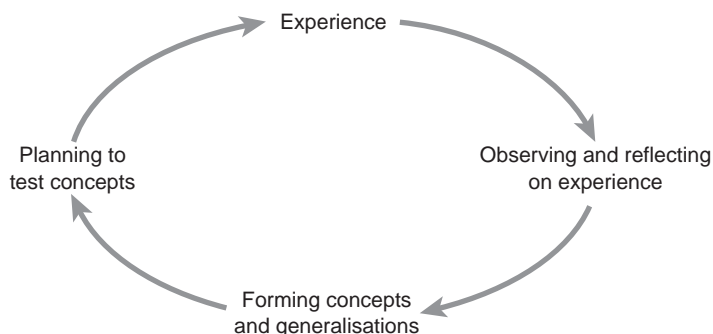 Experience
Observing and reflecting
on experience
Forming concepts
and generalisations
Planning to
test concepts